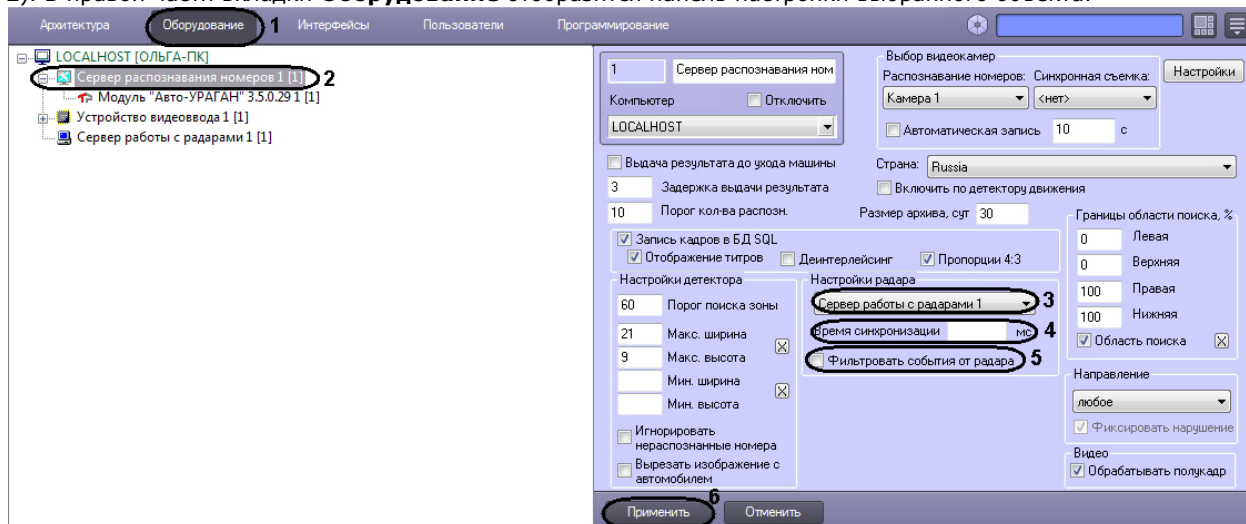 2). В правой части вкладки Оборудование отобразится панель настройки выбранного объекта.
Архитектура Оборудование 1 Интерфейсы Пользователи Программирование
LOCALHOST [ОЛЬГА-ПК]
Сервер распознавания номеров 1 [1] 2
Модуль "Авто-УРАГАН" 3.5.0.29 1 [1]
Устройство видеоввода 1 [1]
Сервер работы с радарами 1 [1]
1 Сервер распознавания ном
Компьютер Отключить
LOCALHOST
Выбор видеокамер
Распознавание номеров: Синхронная съемка:
Камера 1 <нет>
Автоматическая запись 10 с
Настройки
Выдача результата до ухода машины
3 Задержка выдачи результата
10 Порог кол-ва распозн.
Страна: Russia
Включить по детектору движения
Размер архива, сут 30
Запись кадров в БД SQL
Отображение титров Деинтерлейсинг Пропорции 4:3
Настройки детектора
60 Порог поиска зоны
21 Макс. ширина
9 Макс. высота
Мин. ширина
Мин. высота
Игнорировать
нераспознанные номера
Вырезать изображение с
автомобилем
Настройки радара
Сервер работы с радарами 1 3
Время синхронизации мс 4
Фильтровать события от радара 5
Границы области поиска, %
0 Левая
0 Верхняя
100 Правая
100 Нижняя
Область поиска
Направление
любое
Фиксировать нарушение
Видео
Обрабатывать полукадр
Применить 6 Отменить